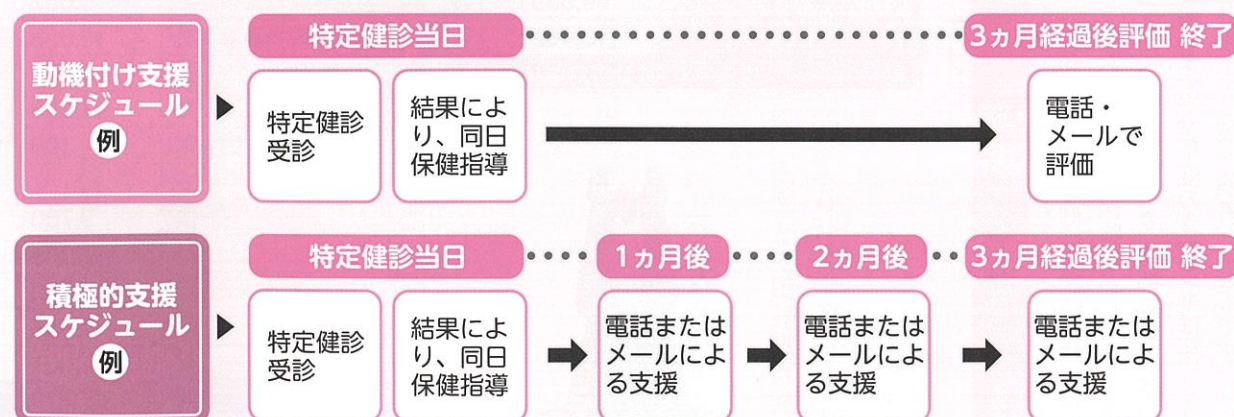 動機付け支援
スケジュール
例
特定健診当日
3ヵ月経過後評価 終了
特定健診
受診
結果によ
り、同日
保健指導
電話・
メールで
評価
積極的支援
スケジュール
例
特定健診当日
1ヵ月後
2ヵ月後
3ヵ月経過後評価 終了
特定健診
受診
結果によ
り、同日
保健指導
電話または
メールによ
る支援
電話または
メールによ
る支援
電話または
メールによ
る支援